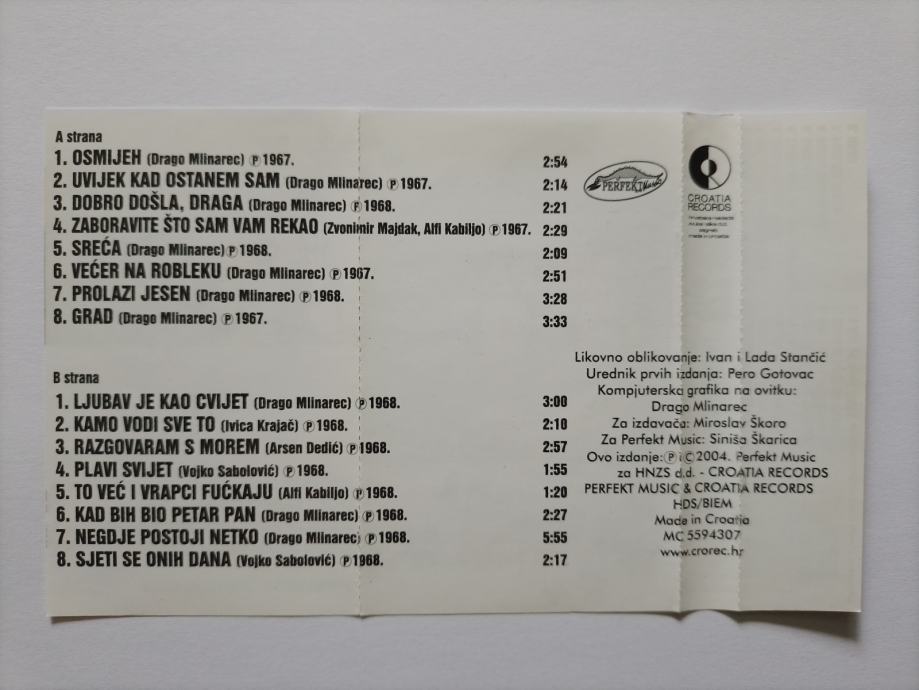 A strana
1. OSMIJEH (Drago Mlinarec) ℗ 1967. 2:54
2. UVIJEK KAD OSTANEM SAM (Drago Mlinarec) ℗ 1967. 2:14
3. DOBRO DOŠLA, DRAGA (Drago Mlinarec) ℗ 1968. 2:21
4. ZABORAVITE ŠTO SAM VAM REKAO (Zvonimir Majdak, Alfi Kabiljo) ℗ 1967. 2:29
5. SREĆA (Drago Mlinarec) ℗ 1968. 2:09
6. VEĆER NA ROBLEKU (Drago Mlinarec) ℗ 1967. 2:51
7. PROLAZI JESEN (Drago Mlinarec) ℗ 1968. 3:28
8. GRAD (Drago Mlinarec) ℗ 1967. 3:33
B strana
1. LJUBAV JE KAO CVIJET (Drago Mlinarec) ℗ 1968. 3:00
2. KAMO VODI SVE TO (Ivica Krajač) ℗ 1968. 2:10
3. RAZGOVARAM S MOREM (Arsen Dedić) ℗ 1968. 2:57
4. PLAVI SVIJET (Vojko Sabolović) ℗ 1968. 1:55
5. TO VEĆ I VRAPCI FUĆKAJU (Alfi Kabiljo) ℗ 1968. 1:20
6. KAD BIH BIO PETAR PAN (Drago Mlinarec) ℗ 1968. 2:27
7. NEGDJE POSTOJI NETKO (Drago Mlinarec) ℗ 1968. 5:55
8. SJETI SE ONIH DANA (Vojko Sabolović) ℗ 1968. 2:17
PERFEKT Music
CROATIA
RECORDS
Likovno oblikovanje: Ivan i Lada Stančić
Urednik prvih izdanja: Pero Gotovac
Kompjuterska grafika na ovitku:
Drago Mlinarec
Za izdavača: Miroslav Škoro
Za Perfekt Music: Siniša Škarica
Ovo izdanje: ℗ i © 2004. Perfekt Music
za HNZS d.d. - CROATIA RECORDS
PERFEKT MUSIC & CROATIA RECORDS
HDS/BIEM
Made in Croatia
MC 5594307
www.crorec.hr